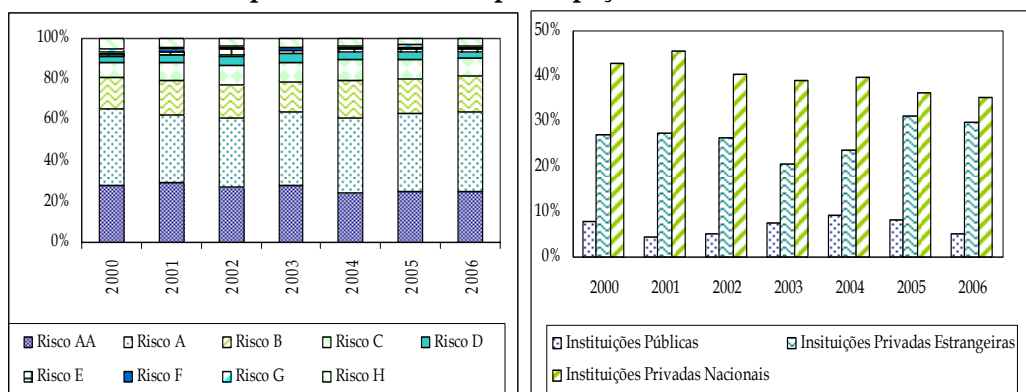 100%
80%
60%
40%
20%
0%
2000
2001
2002
2003
2004
2005
2006
Risco AA
Risco A
Risco B
Risco C
Risco D
Risco E
Risco F
Risco G
Risco H
50%
40%
30%
20%
10%
0%
2000
2001
2002
2003
2004
2005
2006
Instituições Públicas
Insituições Privadas Estrangeiras
Instituições Privadas Nacionais